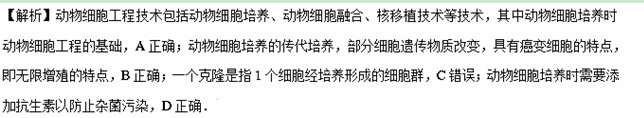 【解析】动物细胞工程技术包括动物细胞培养、动物细胞融合、核移植技术等技术，其中动物细胞培养时
动物细胞工程的基础，A 正确；动物细胞培养的传代培养，部分细胞遗传物质改变，具有癌变细胞的特点，
即无限增殖的特点，B 正确；一个克隆是指 1 个细胞经培养形成的细胞群，C 错误；动物细胞培养时需要添
加抗生素以防止杂菌污染，D 正确．